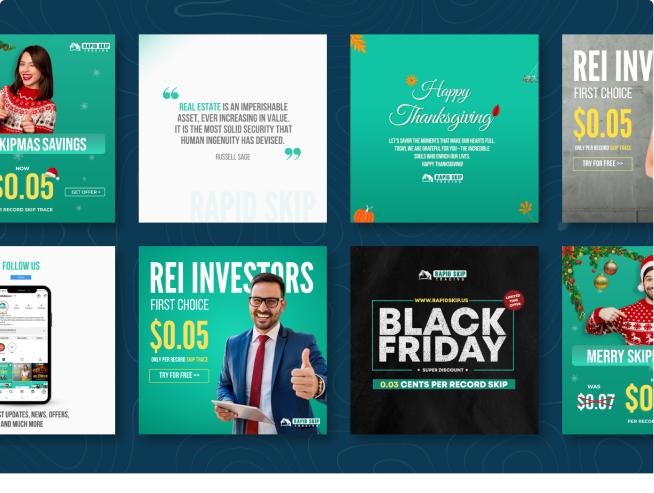 RAPID SKIP
TRACING
KIPMAS SAVINGS
NOW
$0.05
GET OFFER >
RECORD SKIP TRACE
“
REAL ESTATE IS AN IMPERISHABLE
ASSET, EVER INCREASING IN VALUE.
IT IS THE MOST SOLID SECURITY THAT
HUMAN INGENUITY HAS DEVISED.
RUSSELL SAGE
”
RAPID SKIP
Happy
Thanksgiving
LET'S SAVOR THE MOMENTS THAT MAKE OUR HEARTS FULL.
TODAY, WE ARE GRATEFUL FOR YOU - THE INCREDIBLE
SOULS WHO ENRICH OUR LIVES.
HAPPY THANKSGIVING!
RAPID SKIP
TRACING
REI INV
FIRST CHOICE
$0.05
ONLY PER RECORD SKIP TRACE
TRY FOR FREE >>
FOLLOW US
ST UPDATES, NEWS, OFFERS,
AND MUCH MORE
REI INVESTORS
FIRST CHOICE
$0.05
ONLY PER RECORD SKIP TRACE
TRY FOR FREE >>
RAPID SKIP
TRACING
RAPID SKIP
TRACING
WWW.RAPIDSKIP.US
LIMITED
TIME
OFFER
BLACK
FRIDAY
• SUPER DISCOUNT •
0.03 CENTS PER RECORD SKIP
MERRY SKIP
WAS
$0.07
$0
PER RECO